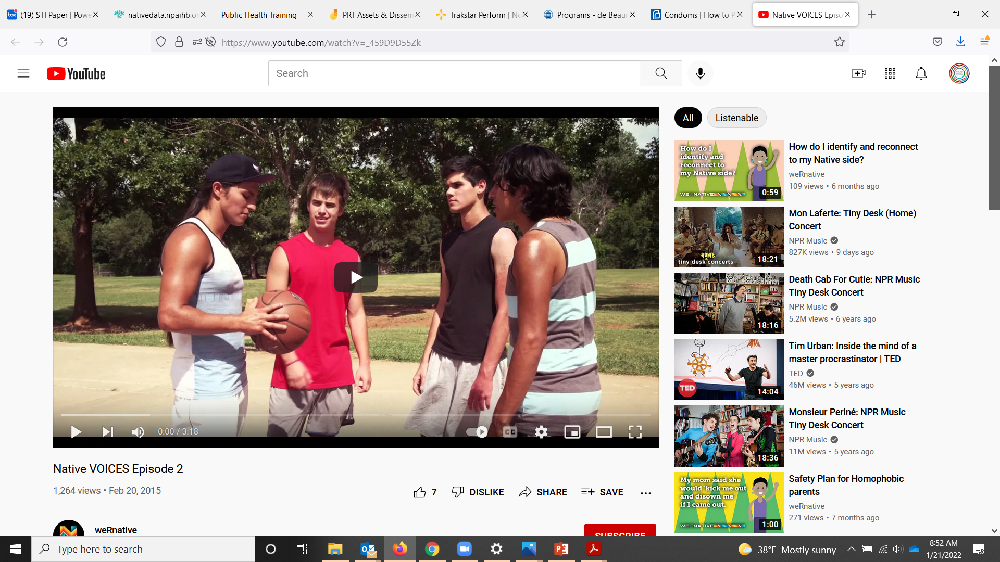 (19) STI Paper | Powe
nativedata.npaihb.or
Public Health Training
PRT Assets & Dissem
Trakstar Perform | No
Programs - de Beaur
Condoms | How to P
Native VOICES Episo
https://www.youtube.com/watch?v=_459D9D55Zk
YouTube
Search
All
Listenable
How do I
identify and
reconnect to
my Native side?
WE R NATIVE
0:59
How do I identify and reconnect
to my Native side?
weRnative
109 views • 6 months ago
HOME
tiny desk concerts
18:21
Mon Laferte: Tiny Desk (Home)
Concert
NPR Music
827K views • 9 days ago
18:16
Death Cab For Cutie: NPR Music
Tiny Desk Concert
NPR Music
5.2M views • 6 years ago
TED
14:04
Tim Urban: Inside the mind of a
master procrastinator | TED
TED
46M views • 5 years ago
18:36
Monsieur Periné: NPR Music
Tiny Desk Concert
NPR Music
11M views • 5 years ago
My mom said she
would 'kick me out
and disown me'
if I came out.
WE R NATIVE
1:00
Safety Plan for Homophobic
parents
weRnative
271 views • 7 months ago
0:00 / 3:18
CC
Native VOICES Episode 2
1,264 views • Feb 20, 2015
7
DISLIKE
SHARE
SAVE
weRnative
SUBSCRIBE
Type here to search
38°F Mostly sunny
8:52 AM
1/21/2022